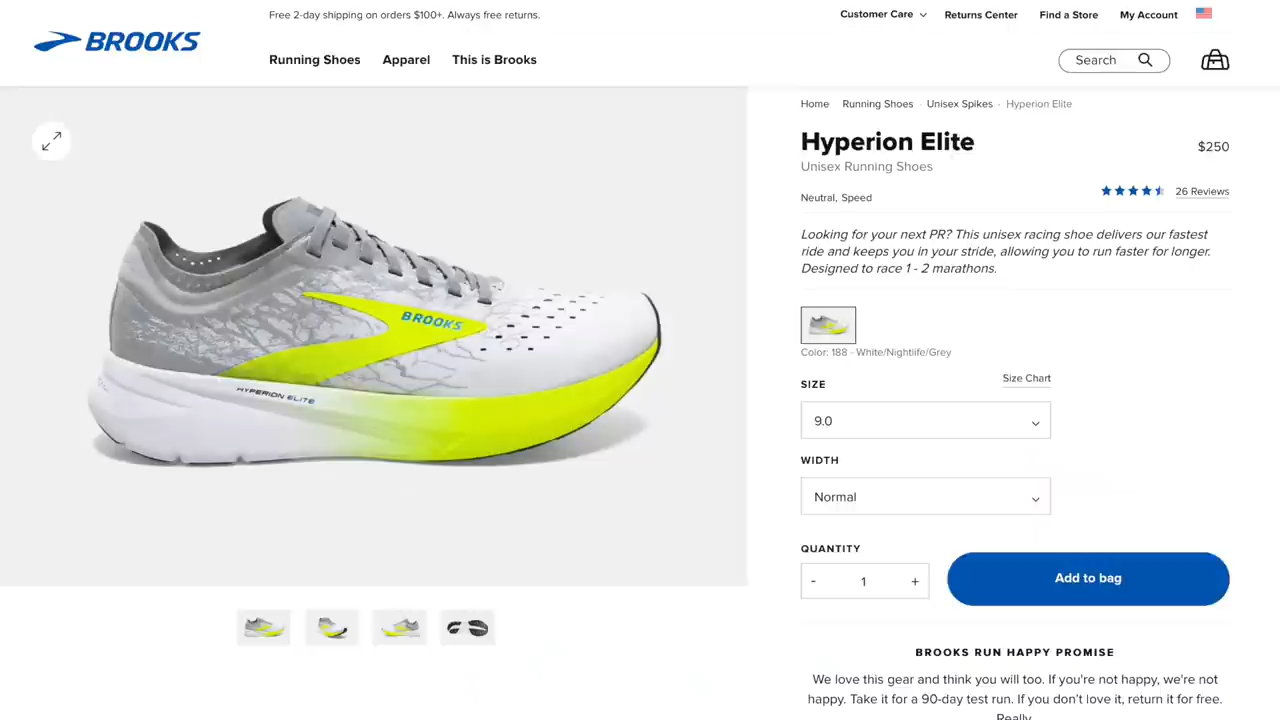 Free 2-day shipping on orders $100+. Always free returns.
Customer Care
Returns Center
Find a Store
My Account
BROOKS
Running Shoes
Apparel
This is Brooks
Search
Home
Running Shoes
Unisex Spikes
Hyperion Elite
Hyperion Elite
$250
Unisex Running Shoes
Neutral, Speed
26 Reviews
Looking for your next PR? This unisex racing shoe delivers our fastest
ride and keeps you in your stride, allowing you to run faster for longer.
Designed to race 1 - 2 marathons.
BROOKS
HYPERION ELITE
Color: 188 - White/Nightlife/Grey
SIZE
Size Chart
9.0
WIDTH
Normal
QUANTITY
- 1 +
Add to bag
BROOKS RUN HAPPY PROMISE
We love this gear and think you will too. If you're not happy, we're not
happy. Take it for a 90-day test run. If you don't love it, return it for free.
Really.